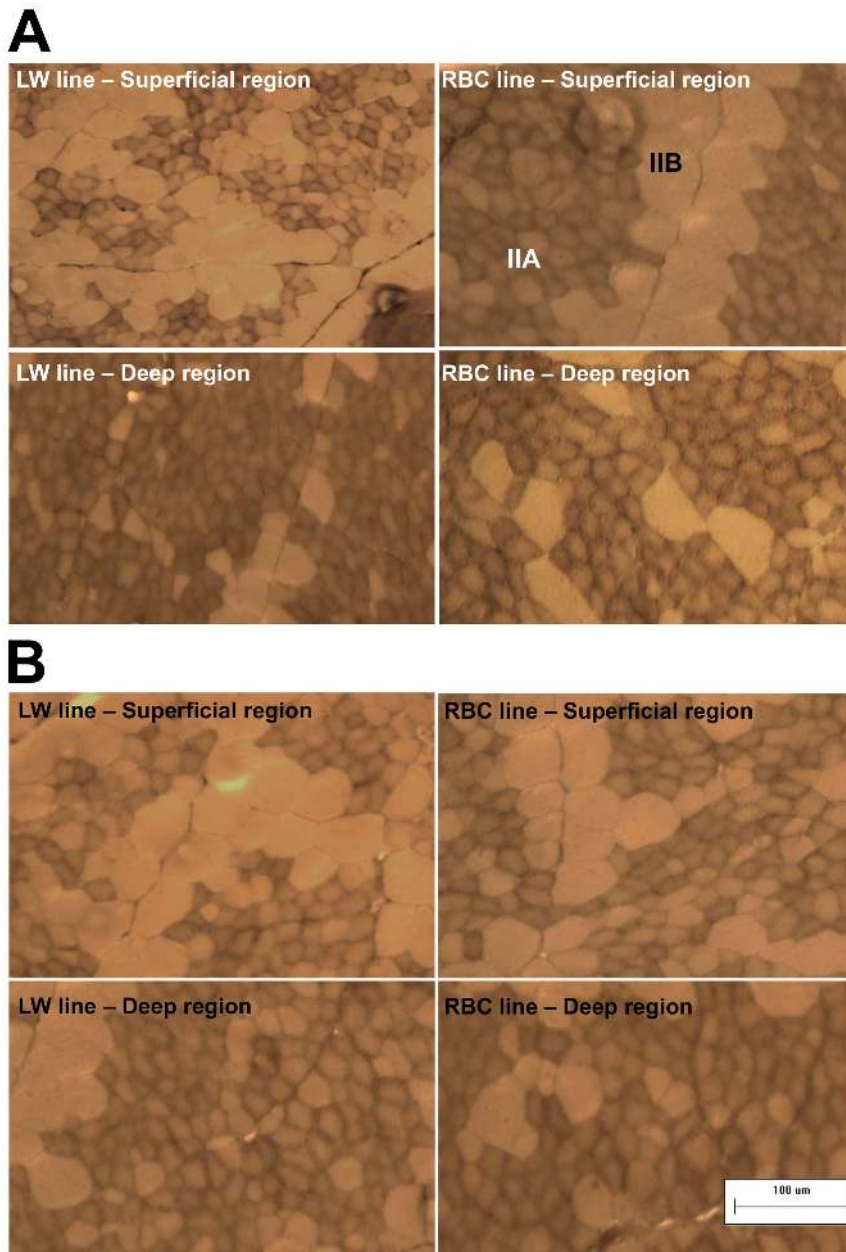 A
LW line – Superficial region
RBC line – Superficial region
IIB
IIA
LW line – Deep region
RBC line – Deep region
B
LW line – Superficial region
RBC line – Superficial region
LW line – Deep region
RBC line – Deep region
100 um